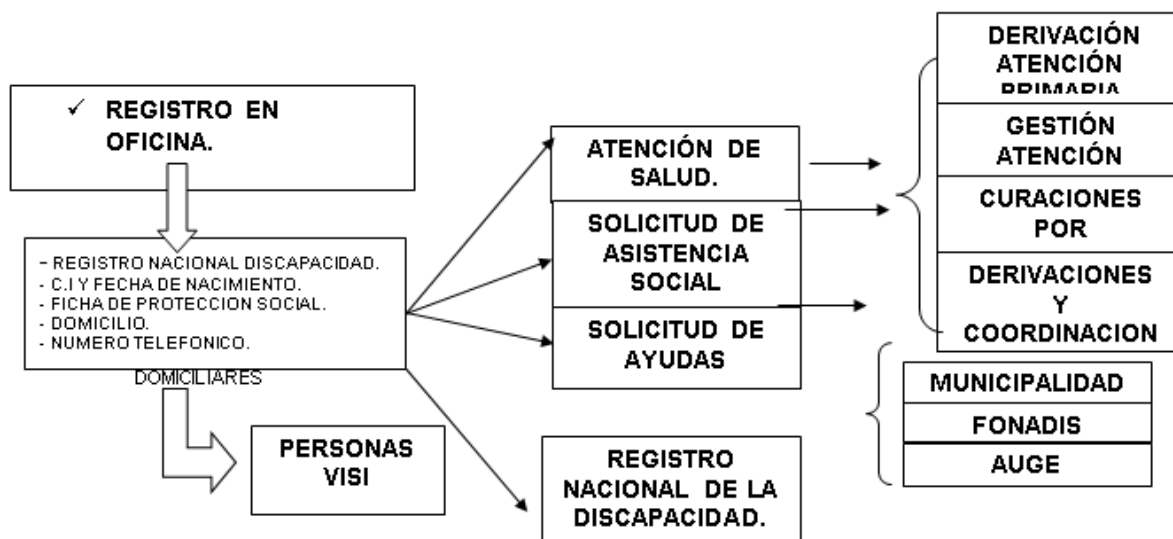 ✓ REGISTRO EN
OFICINA.
- REGISTRO NACIONAL DISCAPACIDAD.
- C.I Y FECHA DE NACIMIENTO.
- FICHA DE PROTECCION SOCIAL.
- DOMICILIO.
- NUMERO TELEFONICO.
DOMICILIARES
PERSONAS
VISI
ATENCIÓN DE
SALUD.
SOLICITUD DE
ASISTENCIA
SOCIAL
SOLICITUD DE
AYUDAS
REGISTRO
NACIONAL DE LA
DISCAPACIDAD.
DERIVACIÓN
ATENCIÓN
PRIMARIA
GESTIÓN
ATENCIÓN
CURACIONES
POR
DERIVACIONES
Y
COORDINACION
MUNICIPALIDAD
FONADIS
AUGE